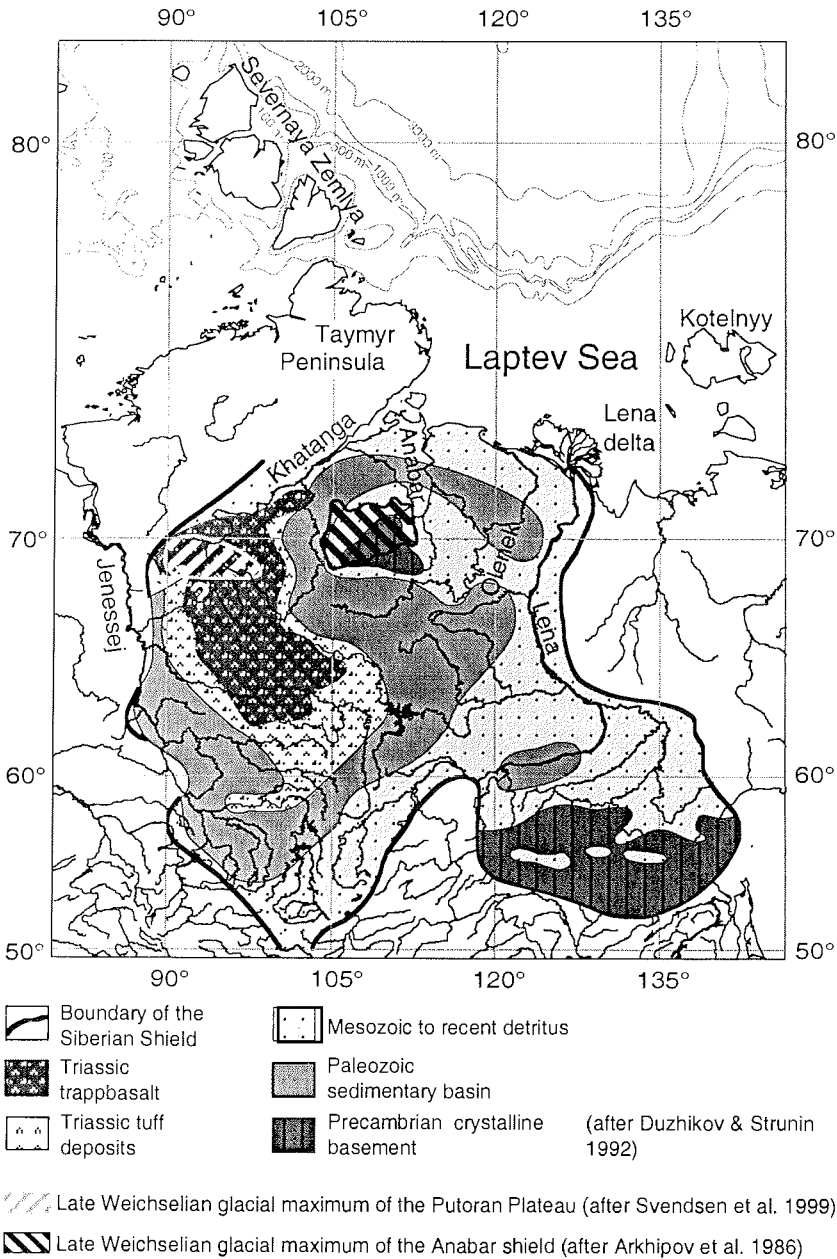 90° 105° 120° 135°
Severnaya Zemlya
2000 m
3000 m
500 m
1000 m
80° 80°
Kotelnyy
Taymyr
Peninsula
Laptev Sea
Lena
delta
Khatanga
Anabar
70° 70°
Olenek
Jenessej
Lena
60° 60°
50° 50°
90° 105° 120° 135°
Boundary of the
Siberian Shield
Mesozoic to recent detritus
Triassic
trappbasalt
Paleozoic
sedimentary basin
Triassic tuff
deposits
Precambrian crystalline
basement
(after Duzhikov & Strunin
1992)
Late Weichselian glacial maximum of the Putoran Plateau (after Svendsen et al. 1999)
Late Weichselian glacial maximum of the Anabar shield (after Arkhipov et al. 1986)